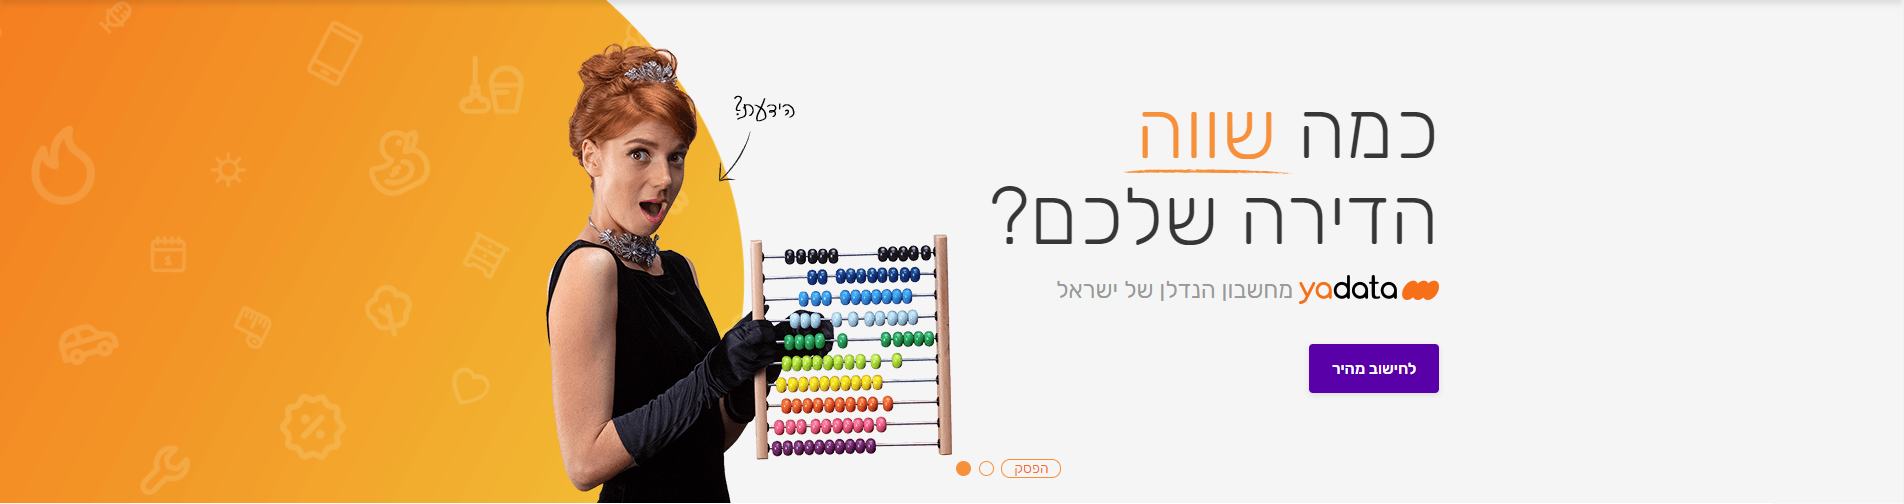 הידעת?
כמה שווה
הדירה שלכם?
yadata מחשבון הנדלן של ישראל
לחישוב מהיר
הפסק